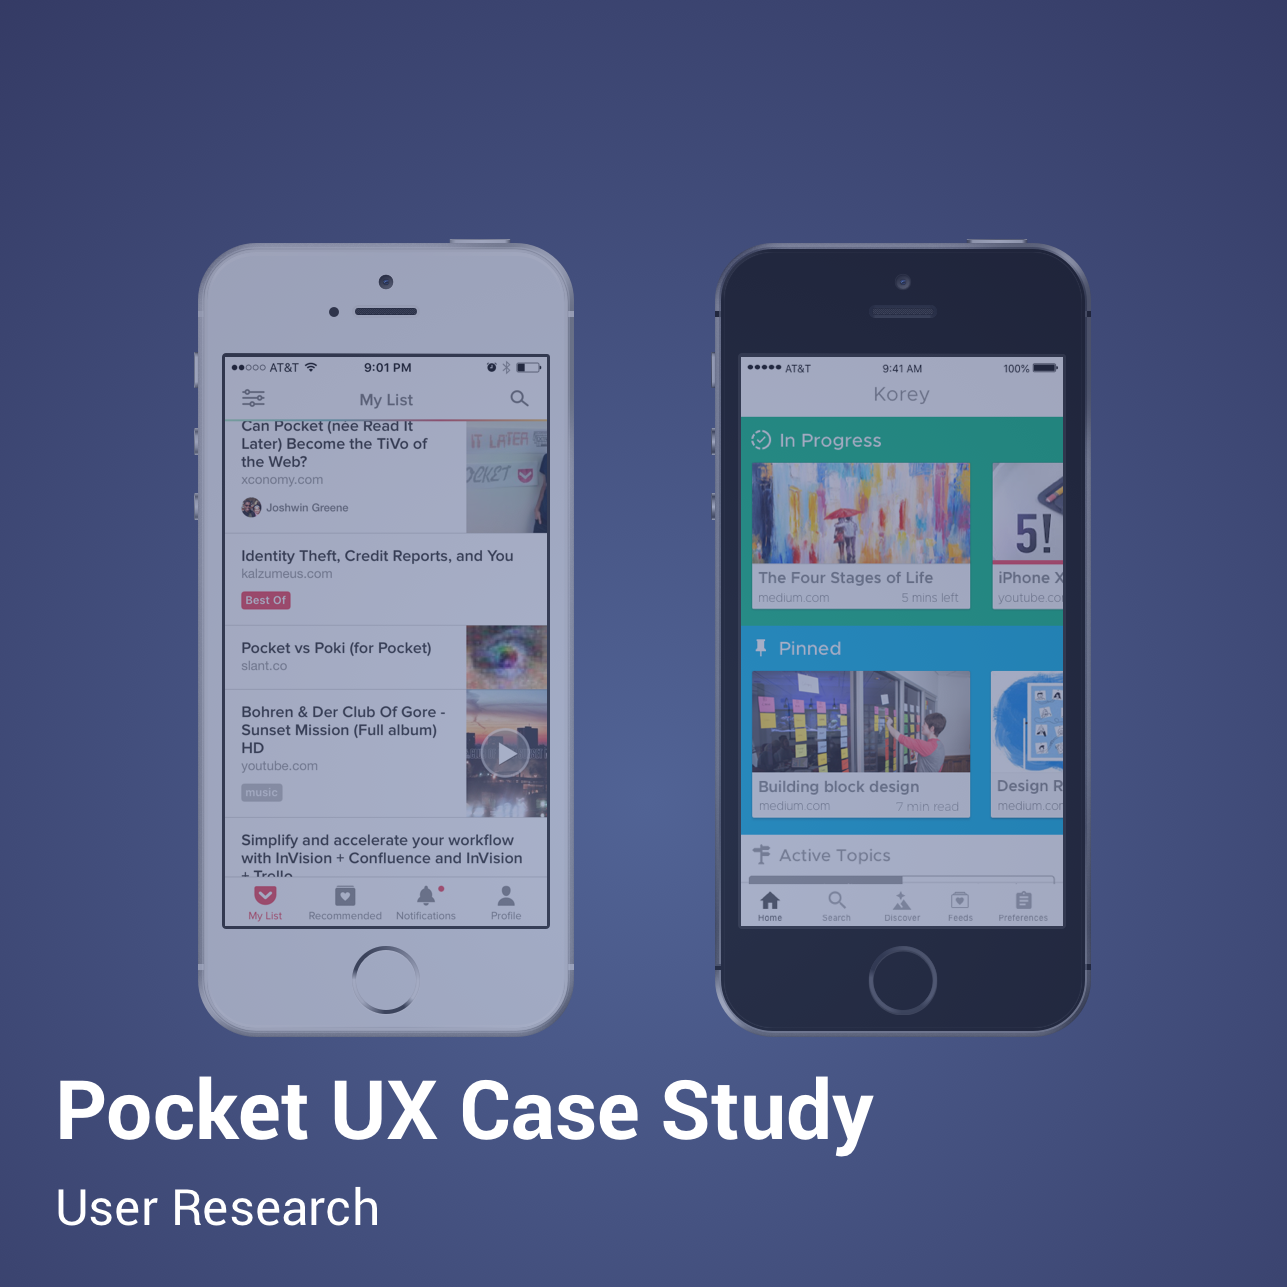 ●●○○○ AT&T 9:01 PM
My List
Can Pocket (née Read It
Later) Become the TiVo of
the Web?
xconomy.com
Joshwin Greene
IT LATER
POCKET
Identity Theft, Credit Reports, and You
kalzumeus.com
Best Of
Pocket vs Poki (for Pocket)
slant.co
Bohren & Der Club Of Gore -
Sunset Mission (Full album)
HD
youtube.com
music
Simplify and accelerate your workflow
with InVision + Confluence and InVision
+ Trello
My List Recommended Notifications Profile
●●●●● AT&T 9:41 AM 100%
Korey
In Progress
5!
The Four Stages of Life
medium.com 5 mins left
iPhone X
youtube.co
Pinned
Building block design
medium.com 7 min read
Design R
medium.com
Active Topics
Home Search Discover Feeds Preferences
Pocket UX Case Study
User Research